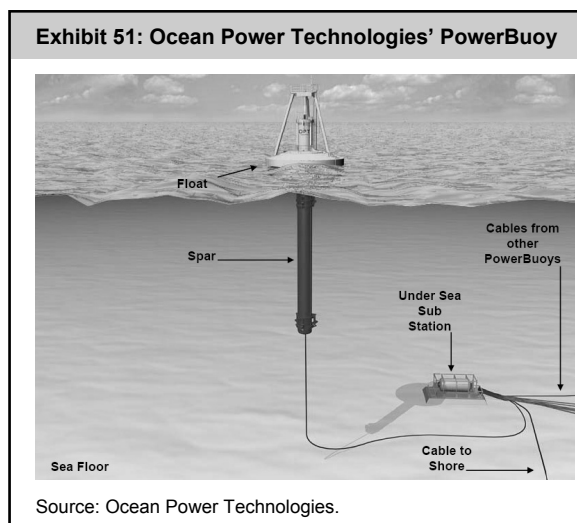 Exhibit 51: Ocean Power Technologies' PowerBuoy
Float
Spar
Cables from
other
PowerBuoys
Under Sea
Sub
Station
Sea Floor
Cable to
Shore
Source: Ocean Power Technologies.